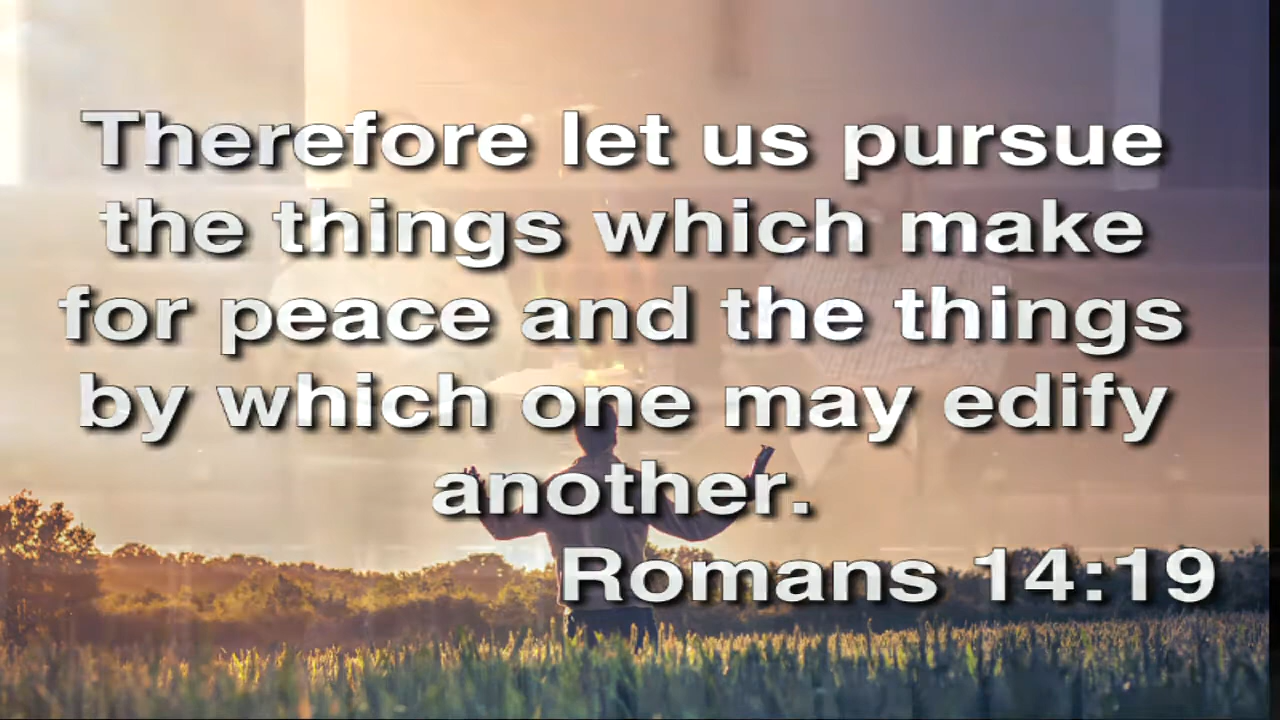 Therefore let us pursue
the things which make
for peace and the things
by which one may edify
another.
Romans 14:19